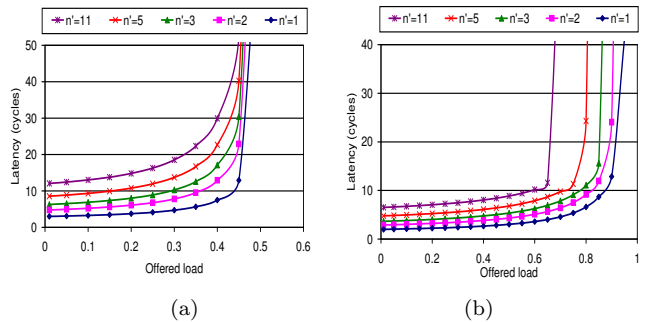 n'=11 n'=5 n'=3 n'=2 n'=1
50
40
30
20
10
0
Latency (cycles)
0 0.1 0.2 0.3 0.4 0.5 0.6
Offered load
(a)
n'=11 n'=5 n'=3 n'=2 n'=1
40
30
20
10
0
Latency (cycles)
0 0.2 0.4 0.6 0.8 1
Offered load
(b)